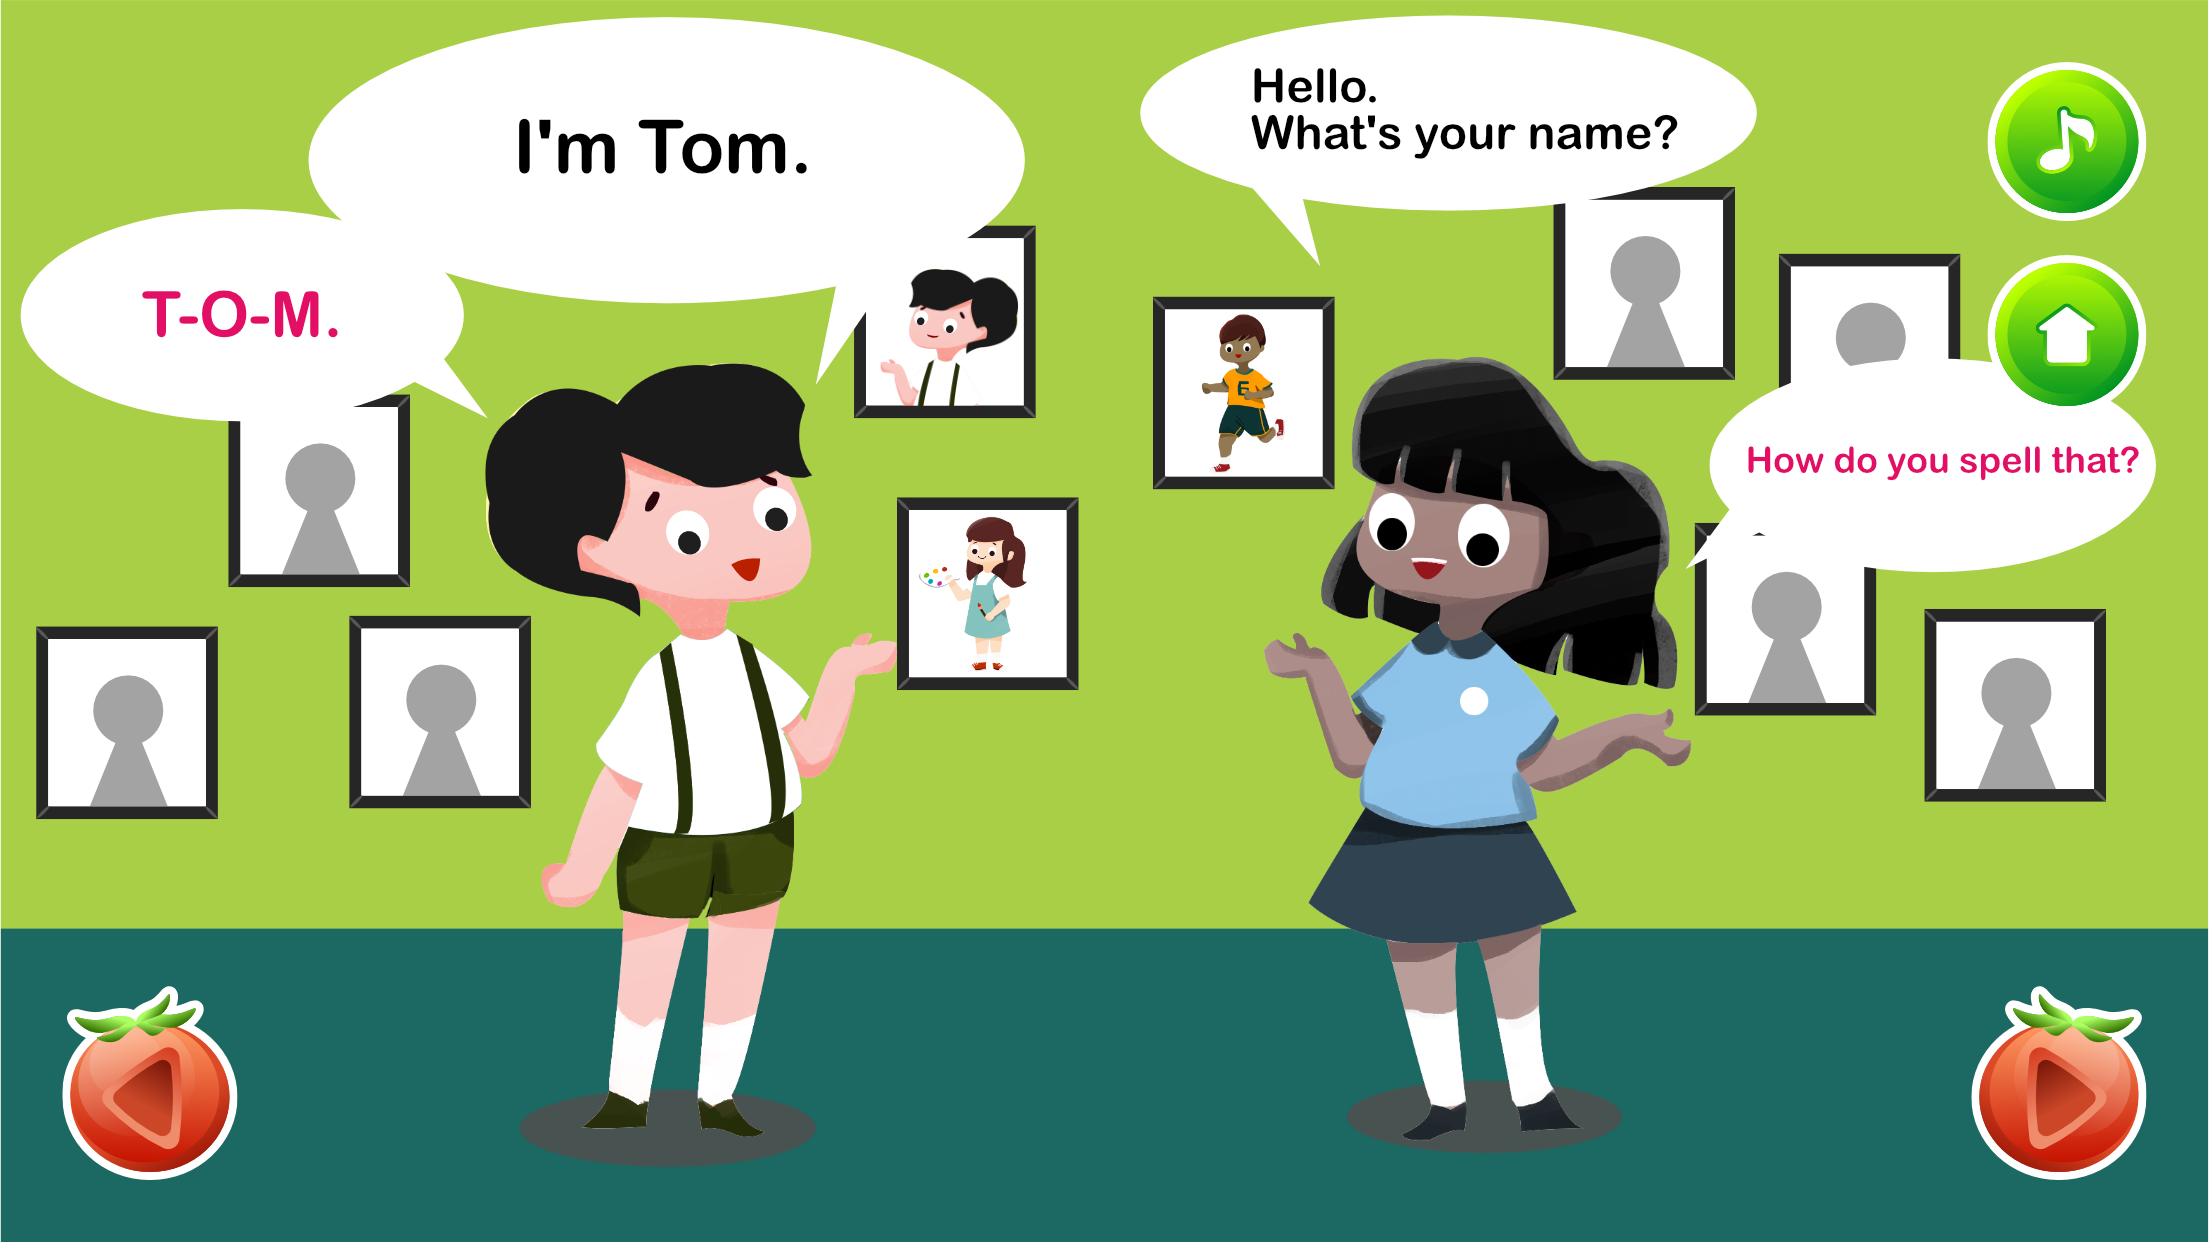 Hello.
What's your name?
I'm Tom.
How do you spell that?
T-O-M.